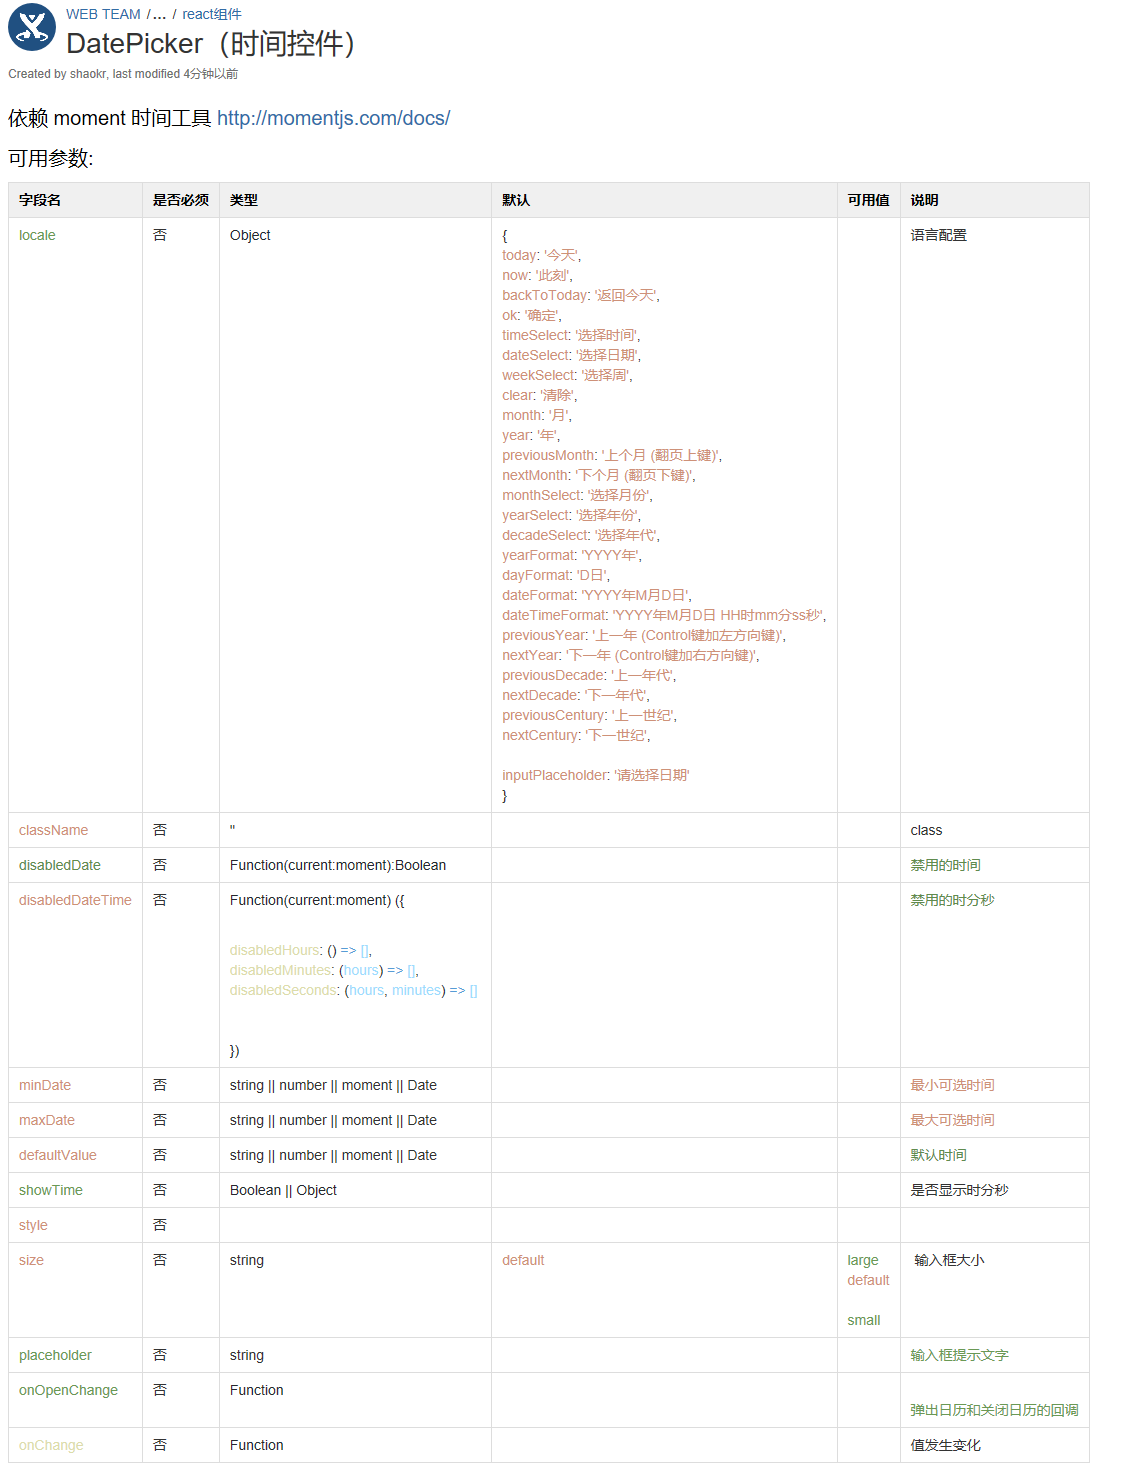 WEB TEAM /... / react组件
DatePicker（时间控件）
Created by shaokr, last modified 4分钟以前
依赖 moment 时间工具 http://momentjs.com/docs/
可用参数:
字段名 是否必须 类型 默认 可用值 说明
locale 否 Object { 语言配置
today: '今天',
now: '此刻',
backToToday: '返回今天',
ok: '确定',
timeSelect: '选择时间',
dateSelect: '选择日期',
weekSelect: '选择周',
clear: '清除',
month: '月',
year: '年',
previousMonth: '上个月 (翻页上键)',
nextMonth: '下个月 (翻页下键)',
monthSelect: '选择月份',
yearSelect: '选择年份',
decadeSelect: '选择年代',
yearFormat: 'YYYY年',
dayFormat: 'D日',
dateFormat: 'YYYY年M月D日',
dateTimeFormat: 'YYYY年M月D日 HH时mm分ss秒',
previousYear: '上一年 (Control键加左方向键)',
nextYear: '下一年 (Control键加右方向键)',
previousDecade: '上一年代',
nextDecade: '下一年代',
previousCentury: '上一世纪',
nextCentury: '下一世纪',
inputPlaceholder: '请选择日期'
}
className 否 '' class
disabledDate 否 Function(current:moment):Boolean 禁用的时间
disabledDateTime 否 Function(current:moment) ({ 禁用的时分秒
disabledHours: () => [],
disabledMinutes: (hours) => [],
disabledSeconds: (hours, minutes) => []
})
minDate 否 string || number || moment || Date 最小可选时间
maxDate 否 string || number || moment || Date 最大可选时间
defaultValue 否 string || number || moment || Date 默认时间
showTime 否 Boolean || Object 是否显示时分秒
style 否
size 否 string default large 输入框大小
default
small
placeholder 否 string 输入框提示文字
onOpenChange 否 Function
弹出日历和关闭日历的回调
onChange 否 Function 值发生变化